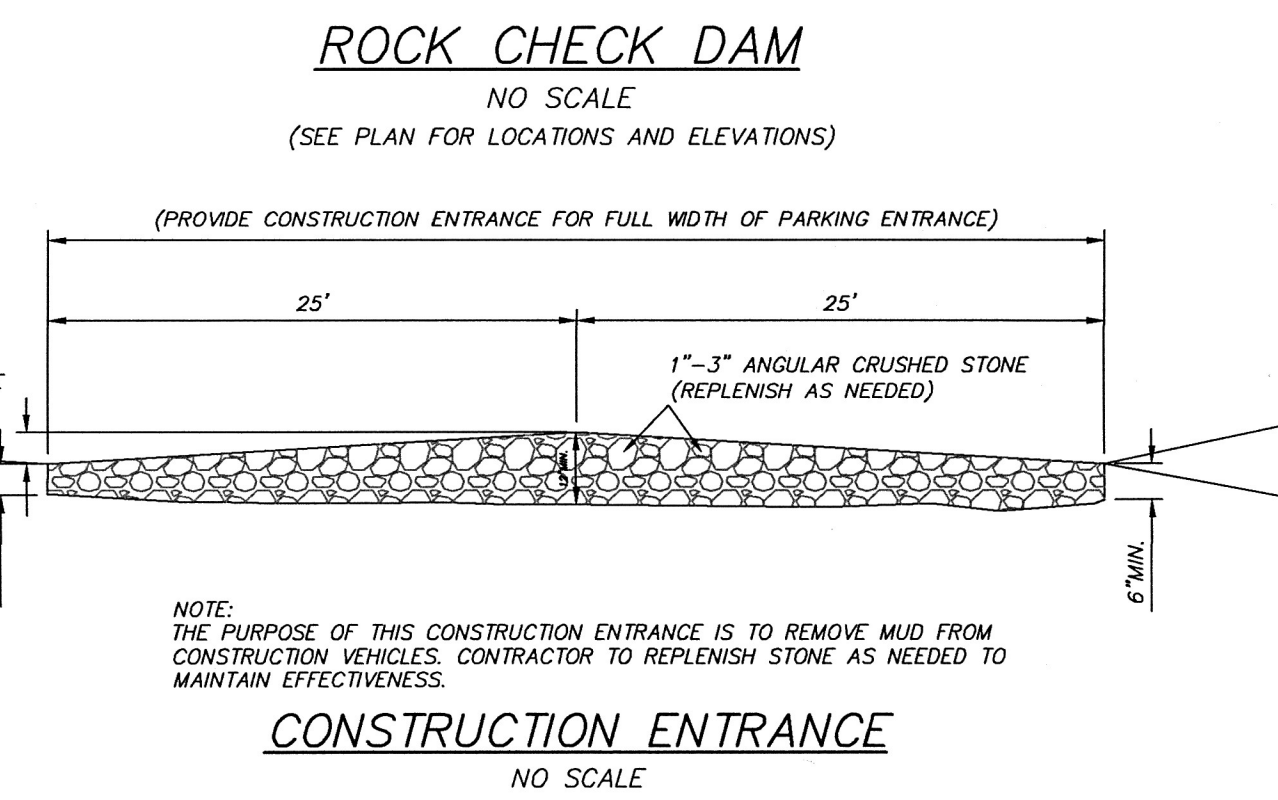 ROCK CHECK DAM
NO SCALE
(SEE PLAN FOR LOCATIONS AND ELEVATIONS)
(PROVIDE CONSTRUCTION ENTRANCE FOR FULL WIDTH OF PARKING ENTRANCE)
25' 25'
1"-3" ANGULAR CRUSHED STONE
(REPLENISH AS NEEDED)
12"MIN.
6"MIN.
NOTE:
THE PURPOSE OF THIS CONSTRUCTION ENTRANCE IS TO REMOVE MUD FROM
CONSTRUCTION VEHICLES. CONTRACTOR TO REPLENISH STONE AS NEEDED TO
MAINTAIN EFFECTIVENESS.
CONSTRUCTION ENTRANCE
NO SCALE